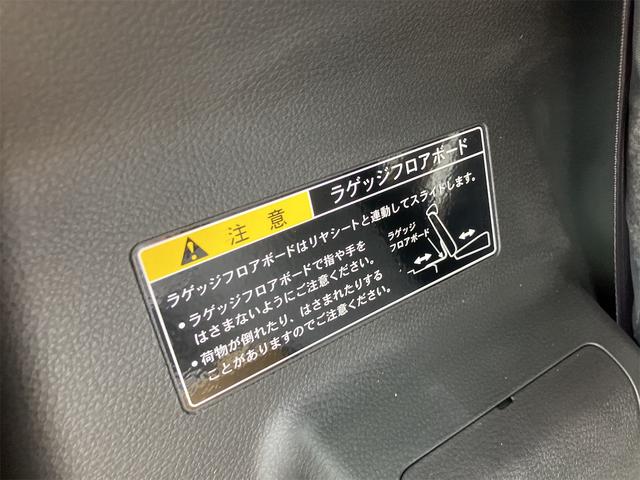 注意 ラゲッジフロアボード
ラゲッジフロアボードはリヤシートと連動してスライドします。
・ラゲッジフロアボードで指や手を
はさまないようにご注意ください。
・荷物が倒れたり、はさまれたりする
ことがありますのでご注意ください。
ラゲッジ
フロアボード